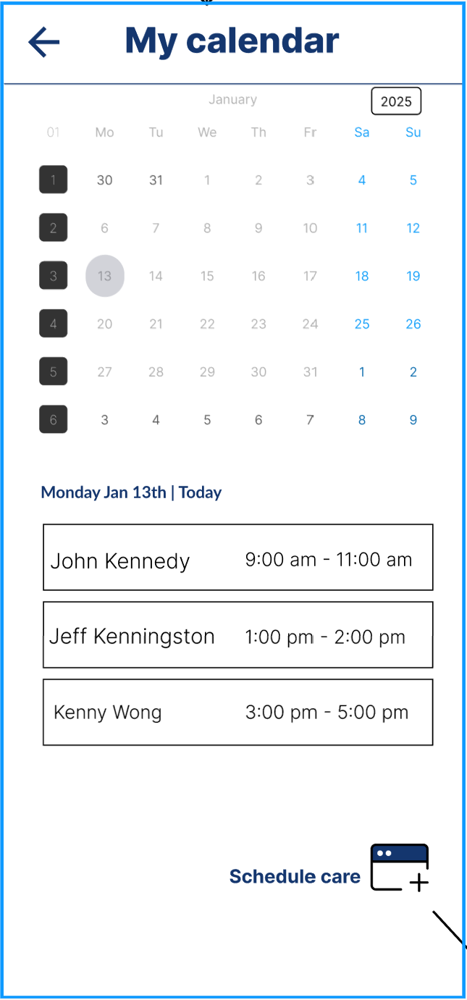 My calendar
January 2025
01 Mo Tu We Th Fr Sa Su
1 30 31 1 2 3 4 5
2 6 7 8 9 10 11 12
3 13 14 15 16 17 18 19
4 20 21 22 23 24 25 26
5 27 28 29 30 31 1 2
6 3 4 5 6 7 8 9
Monday Jan 13th | Today
John Kennedy 9:00 am - 11:00 am
Jeff Kenningston 1:00 pm - 2:00 pm
Kenny Wong 3:00 pm - 5:00 pm
Schedule care